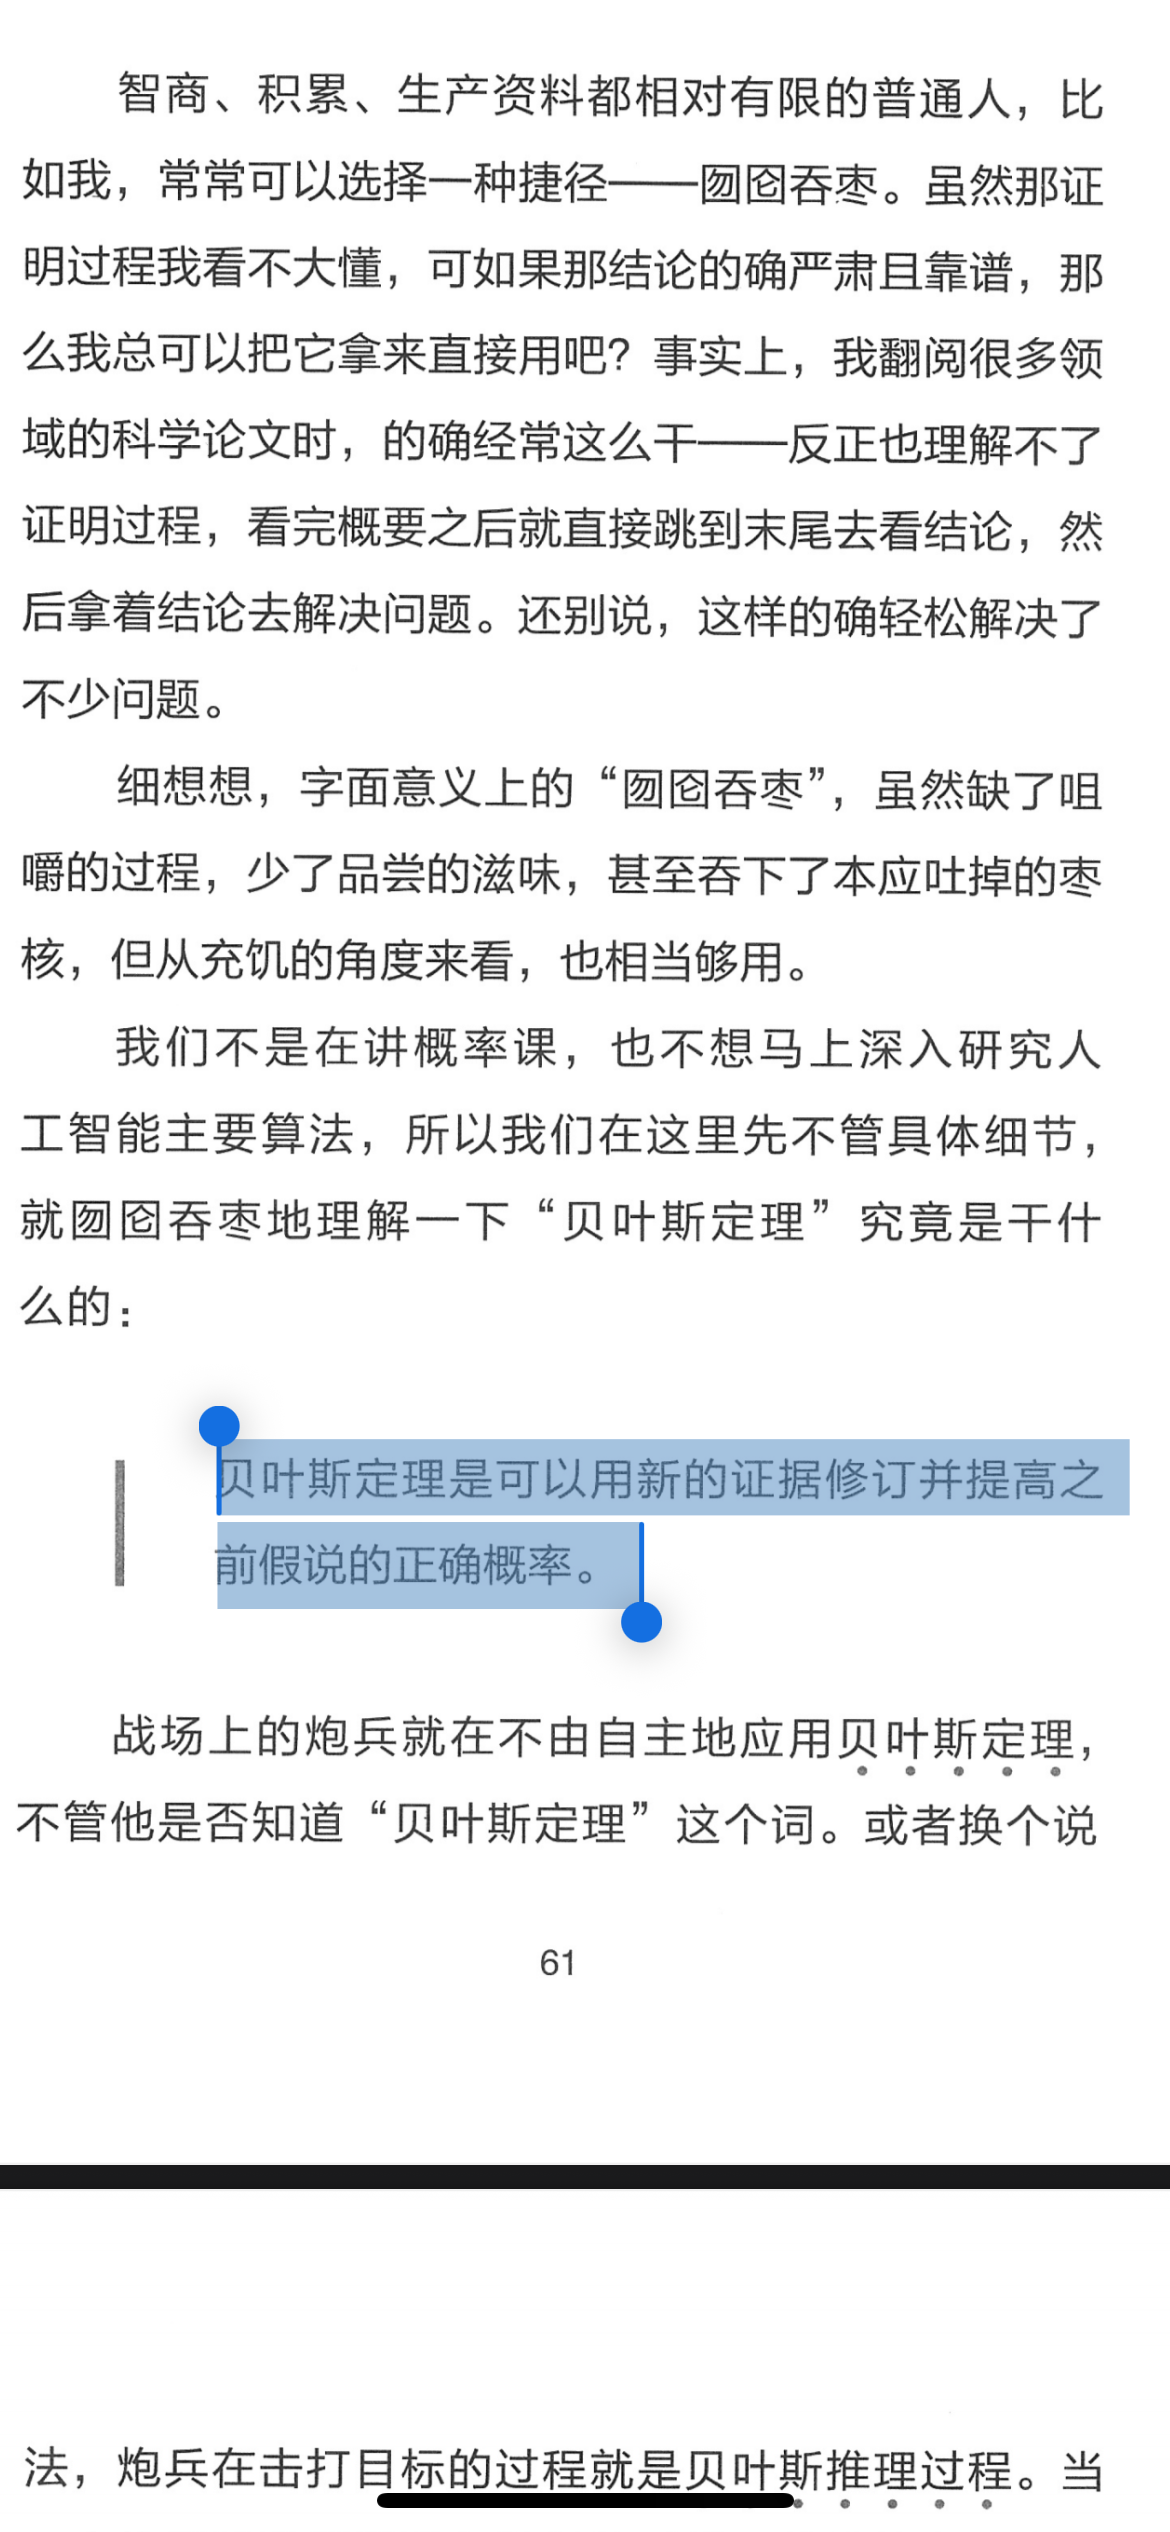 智商、积累、生产资料都相对有限的普通人，比
如我，常常可以选择一种捷径——囫囵吞枣。虽然那证
明过程我看不大懂，可如果那结论的确严肃且靠谱，那
么我总可以把它拿来直接用吧？事实上，我翻阅很多领
域的科学论文时，的确经常这么干——反正也理解不了
证明过程，看完概要之后就直接跳到末尾去看结论，然
后拿着结论去解决问题。还别说，这样的确轻松解决了
不少问题。
细想想，字面意义上的“囫囵吞枣”，虽然缺了咀
嚼的过程，少了品尝的滋味，甚至吞下了本应吐掉的枣
核，但从充饥的角度来看，也相当够用。
我们不是在讲概率课，也不想马上深入研究人
工智能主要算法，所以我们在这里先不管具体细节，
就囫囵吞枣地理解一下“贝叶斯定理”究竟是干什
么的：
贝叶斯定理是可以用新的证据修订并提高之
前假说的正确概率。
战场上的炮兵就在不由自主地应用贝叶斯定理，
不管他是否知道“贝叶斯定理”这个词。或者换个说
61
法，炮兵在击打目标的过程就是贝叶斯推理过程。当